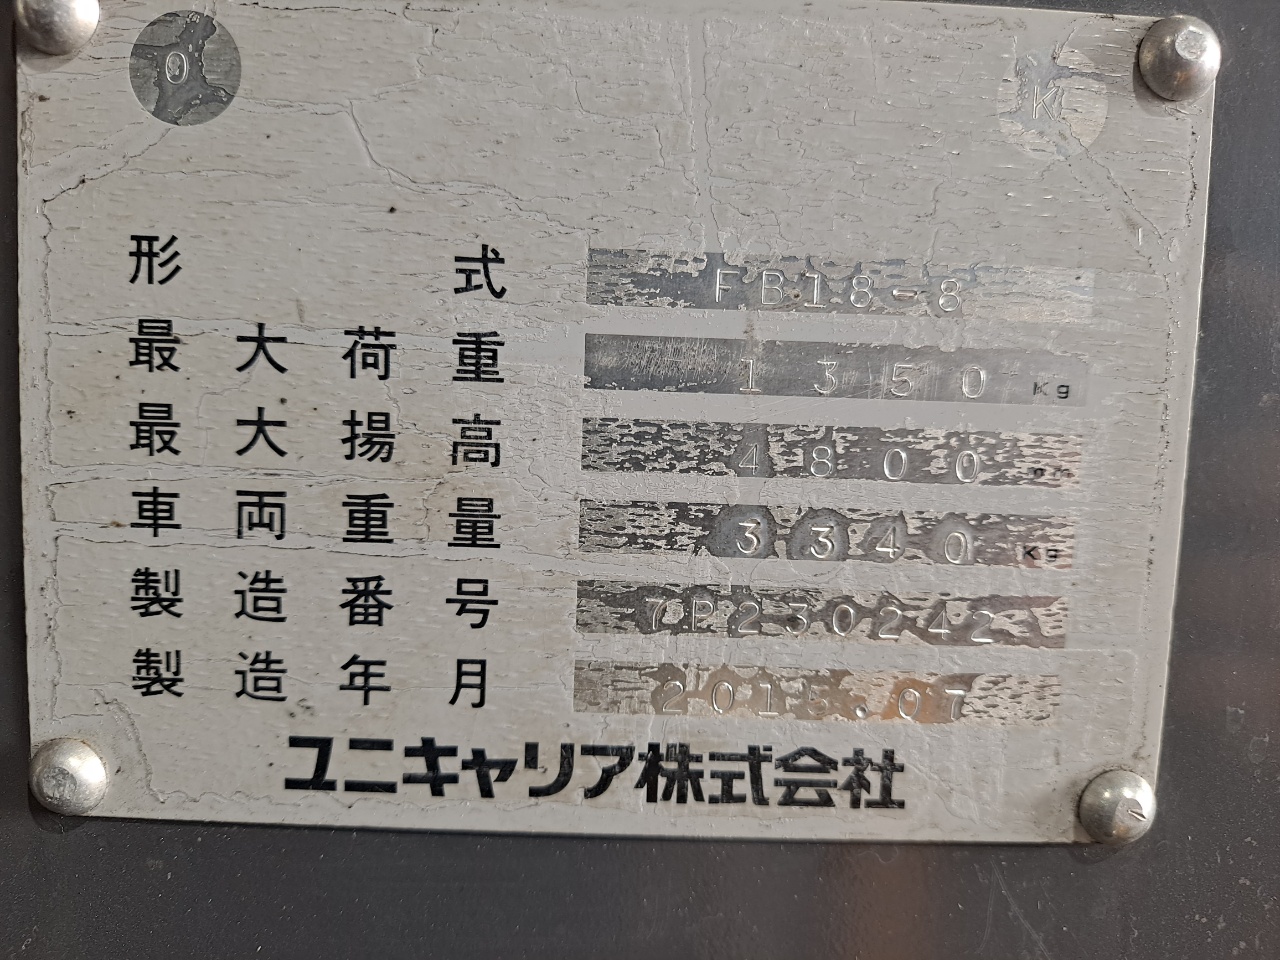 O K
形式 FB18-8
最大荷重 1350 Kg
最大揚高 4800 mm
車両重量 3340 Kg
製造番号 7P230242
製造年月 2015.07
ユニキャリア株式会社